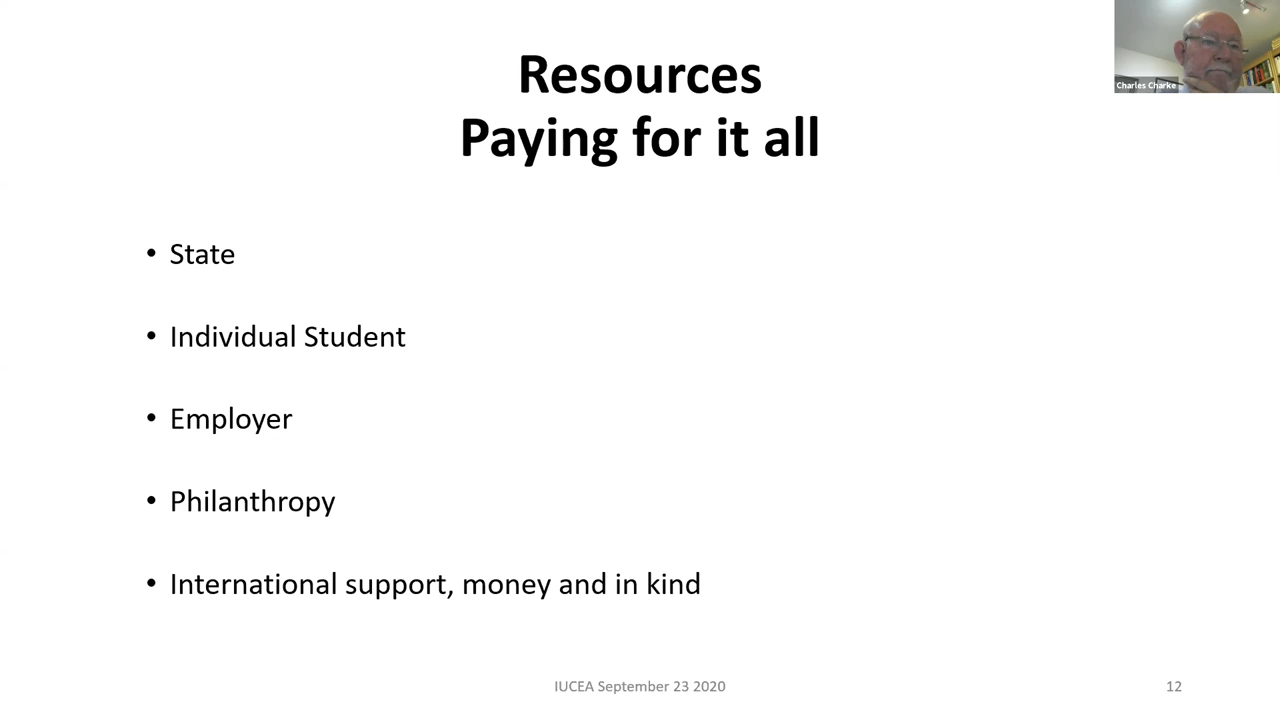 Resources
Paying for it all
Charles Charke
• State
• Individual Student
• Employer
• Philanthropy
• International support, money and in kind
IUCEA September 23 2020
12